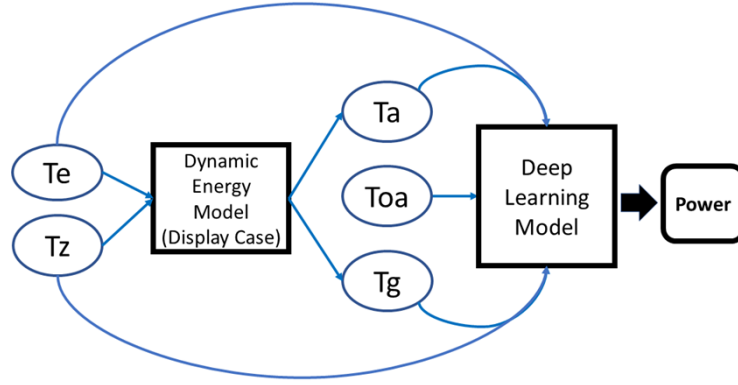 Te
Tz
Dynamic
Energy
Model
(Display Case)
Ta
Toa
Tg
Deep
Learning
Model
Power